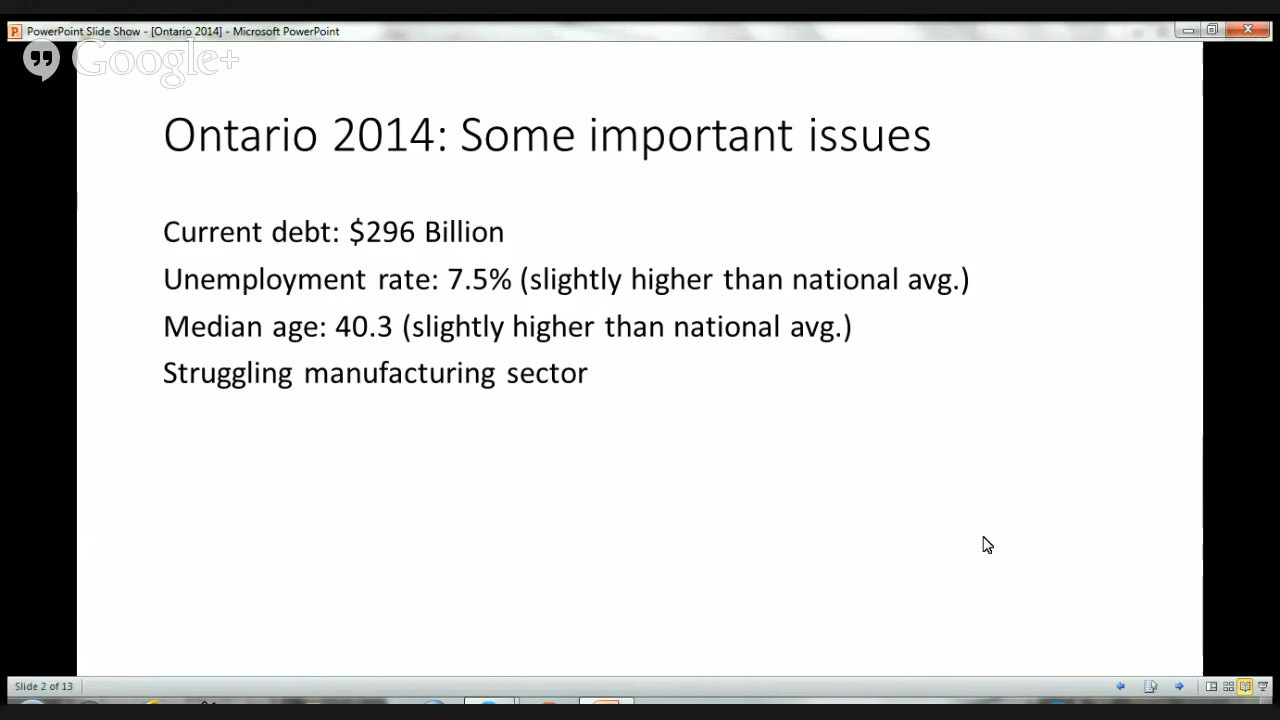 PowerPoint Slide Show - [Ontario 2014] - Microsoft PowerPoint
Google+
Ontario 2014: Some important issues
Current debt: $296 Billion
Unemployment rate: 7.5% (slightly higher than national avg.)
Median age: 40.3 (slightly higher than national avg.)
Struggling manufacturing sector
Slide 2 of 13